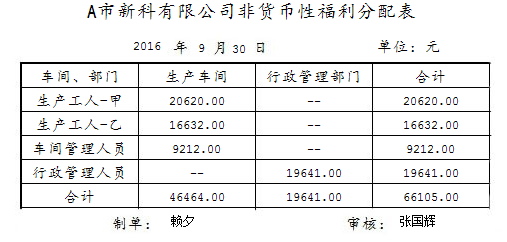 A市新科有限公司非货币性福利分配表
2016 年 9 月 30 日 单位：元
车间、部门 生产车间 行政管理部门 合计
生产工人-甲 20620.00 -- 20620.00
生产工人-乙 16632.00 -- 16632.00
车间管理人员 9212.00 -- 9212.00
行政管理人员 -- 19641.00 19641.00
合计 46464.00 19641.00 66105.00
制单： 赖夕 审核： 张国辉